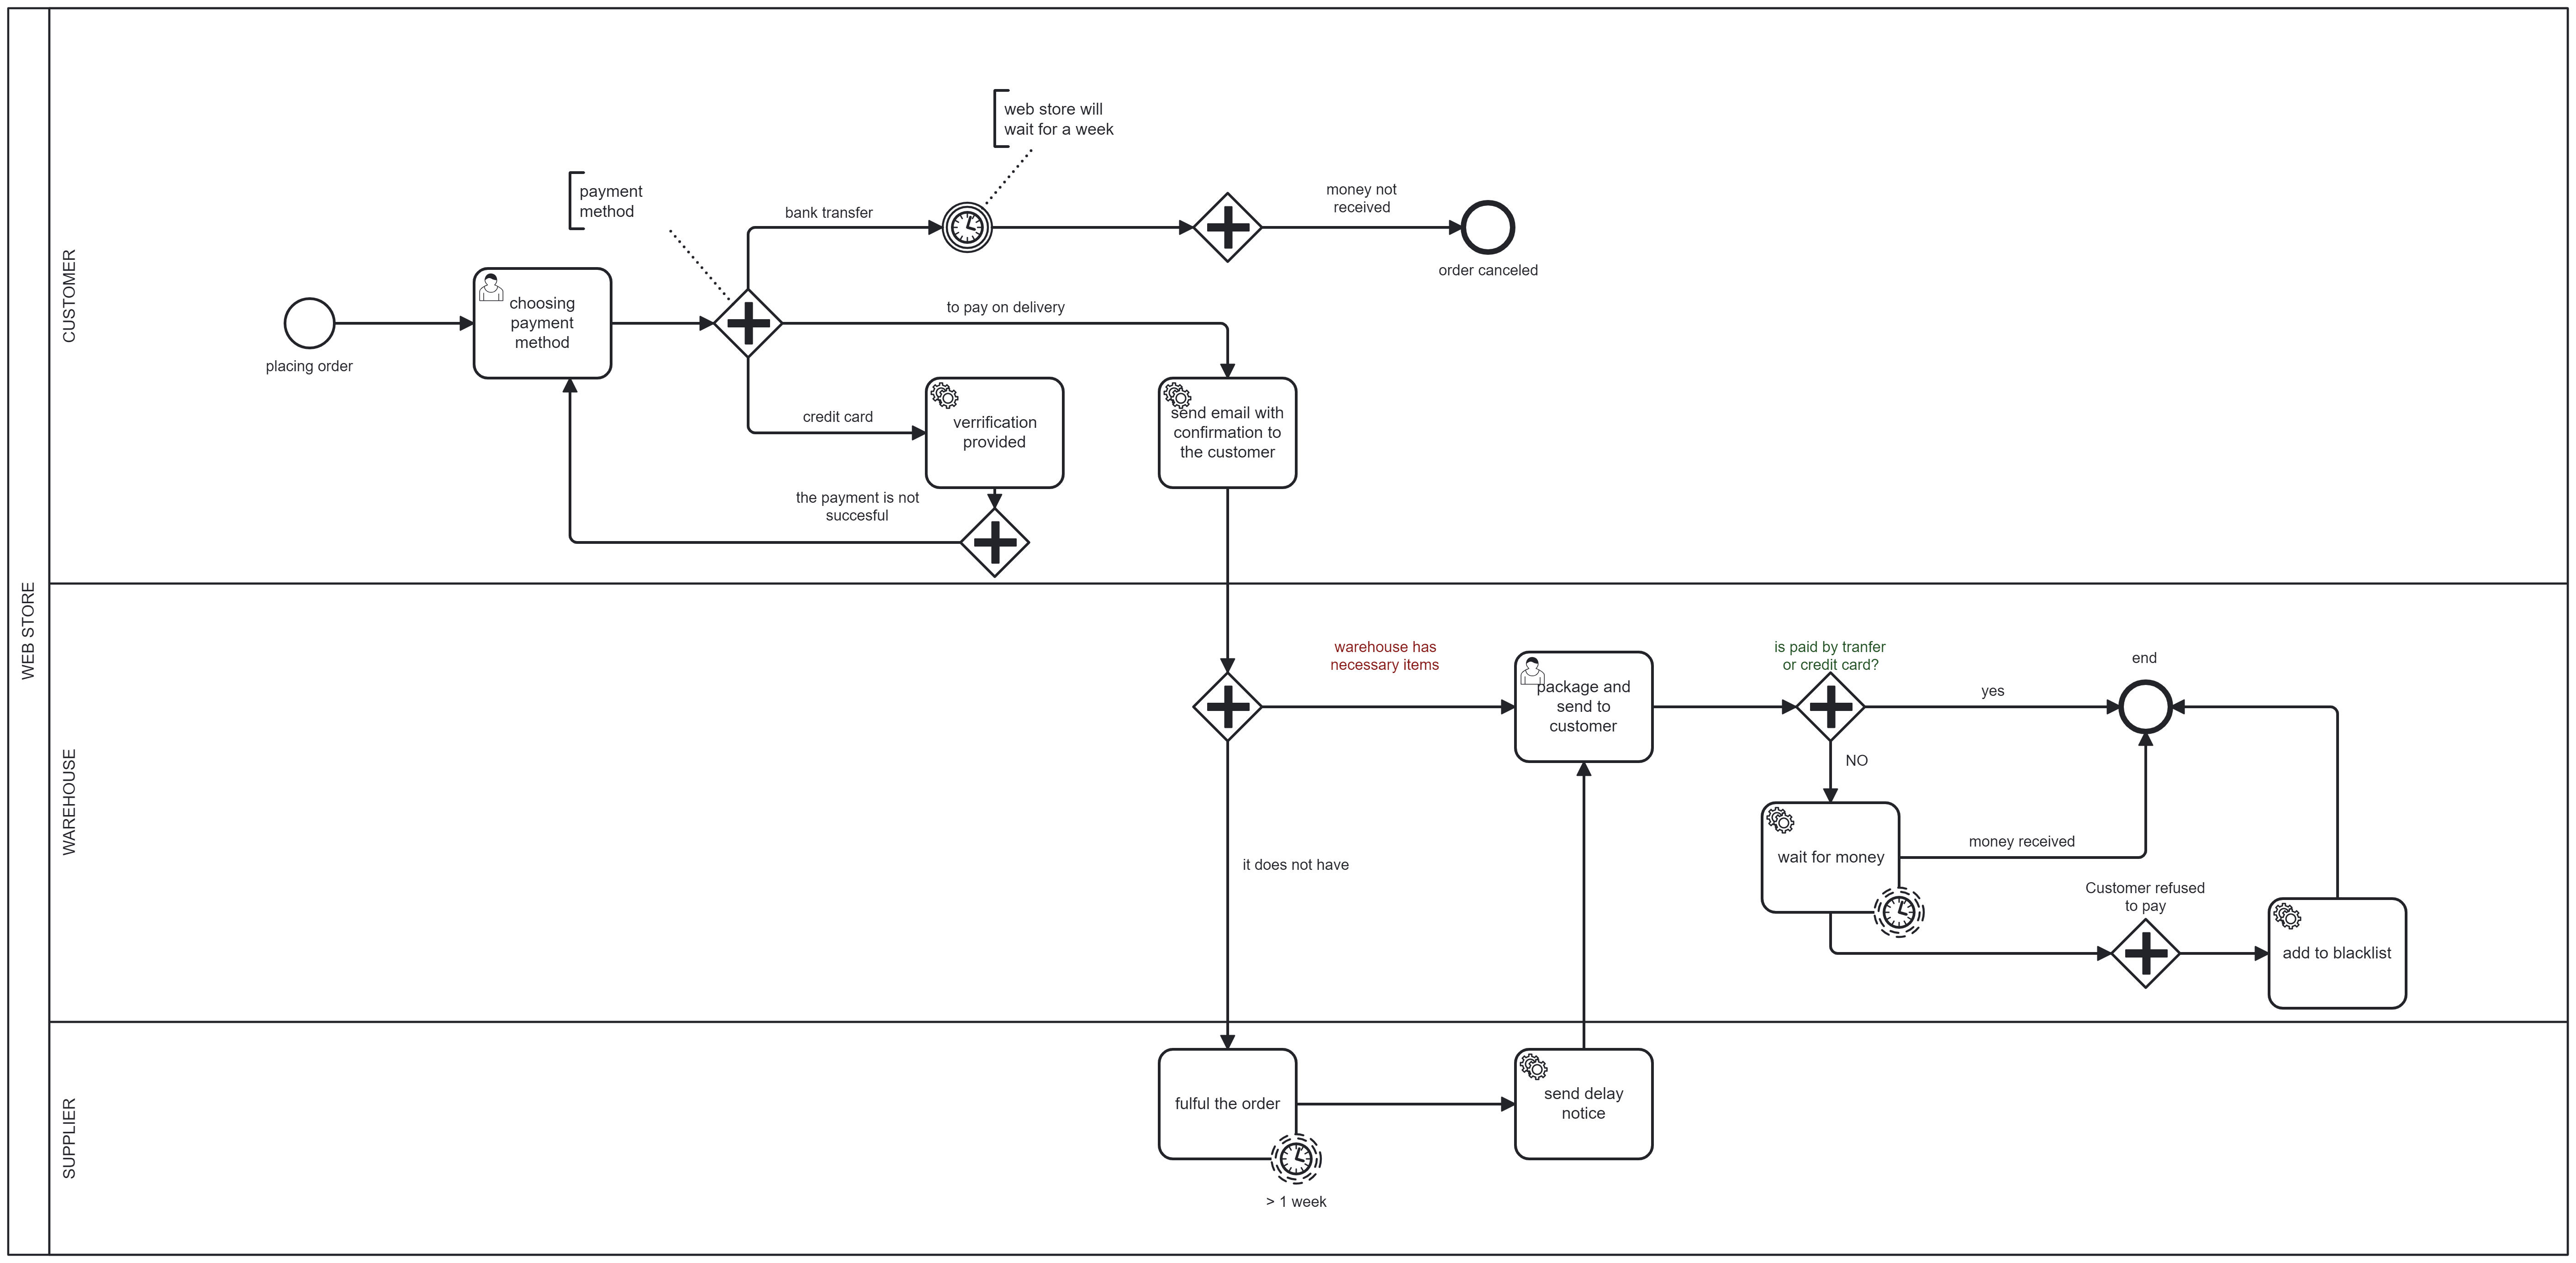 WEB STORE
CUSTOMER
web store will
wait for a week
payment
method
bank transfer
money not
received
order canceled
placing order
choosing
payment
method
to pay on delivery
credit card
verrification
provided
send email with
confirmation to
the customer
the payment is not
succesful
WAREHOUSE
warehouse has
necessary items
package and
send to
customer
is paid by tranfer
or credit card?
yes
end
NO
wait for money
money received
it does not have
Customer refused
to pay
add to blacklist
SUPPLIER
fulful the order
> 1 week
send delay
notice